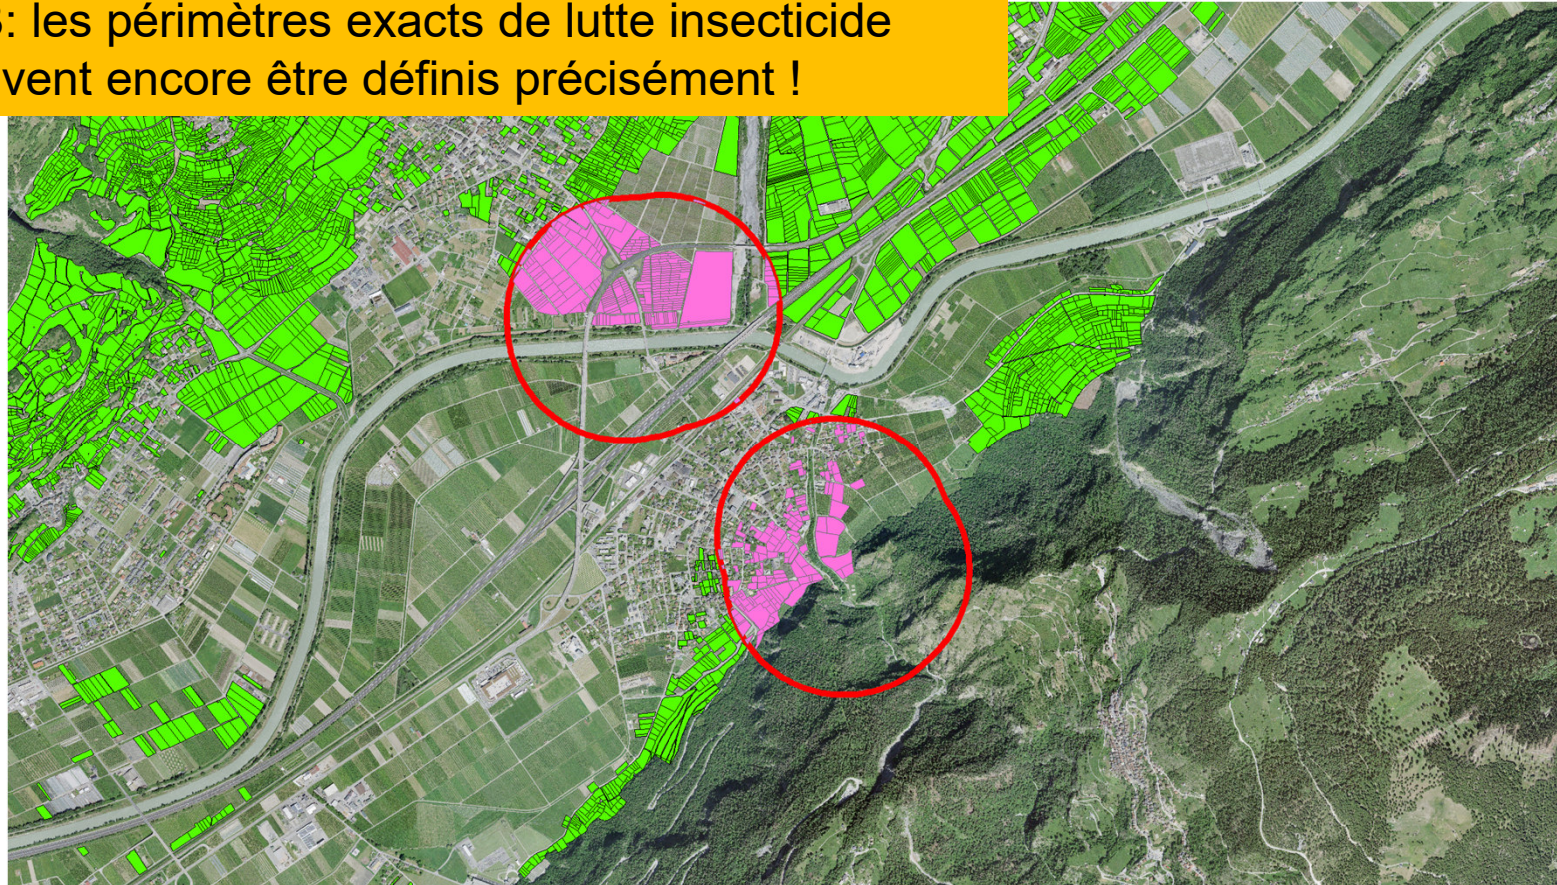 : les périmètres exacts de lutte insecticide
vent encore être définis précisément !